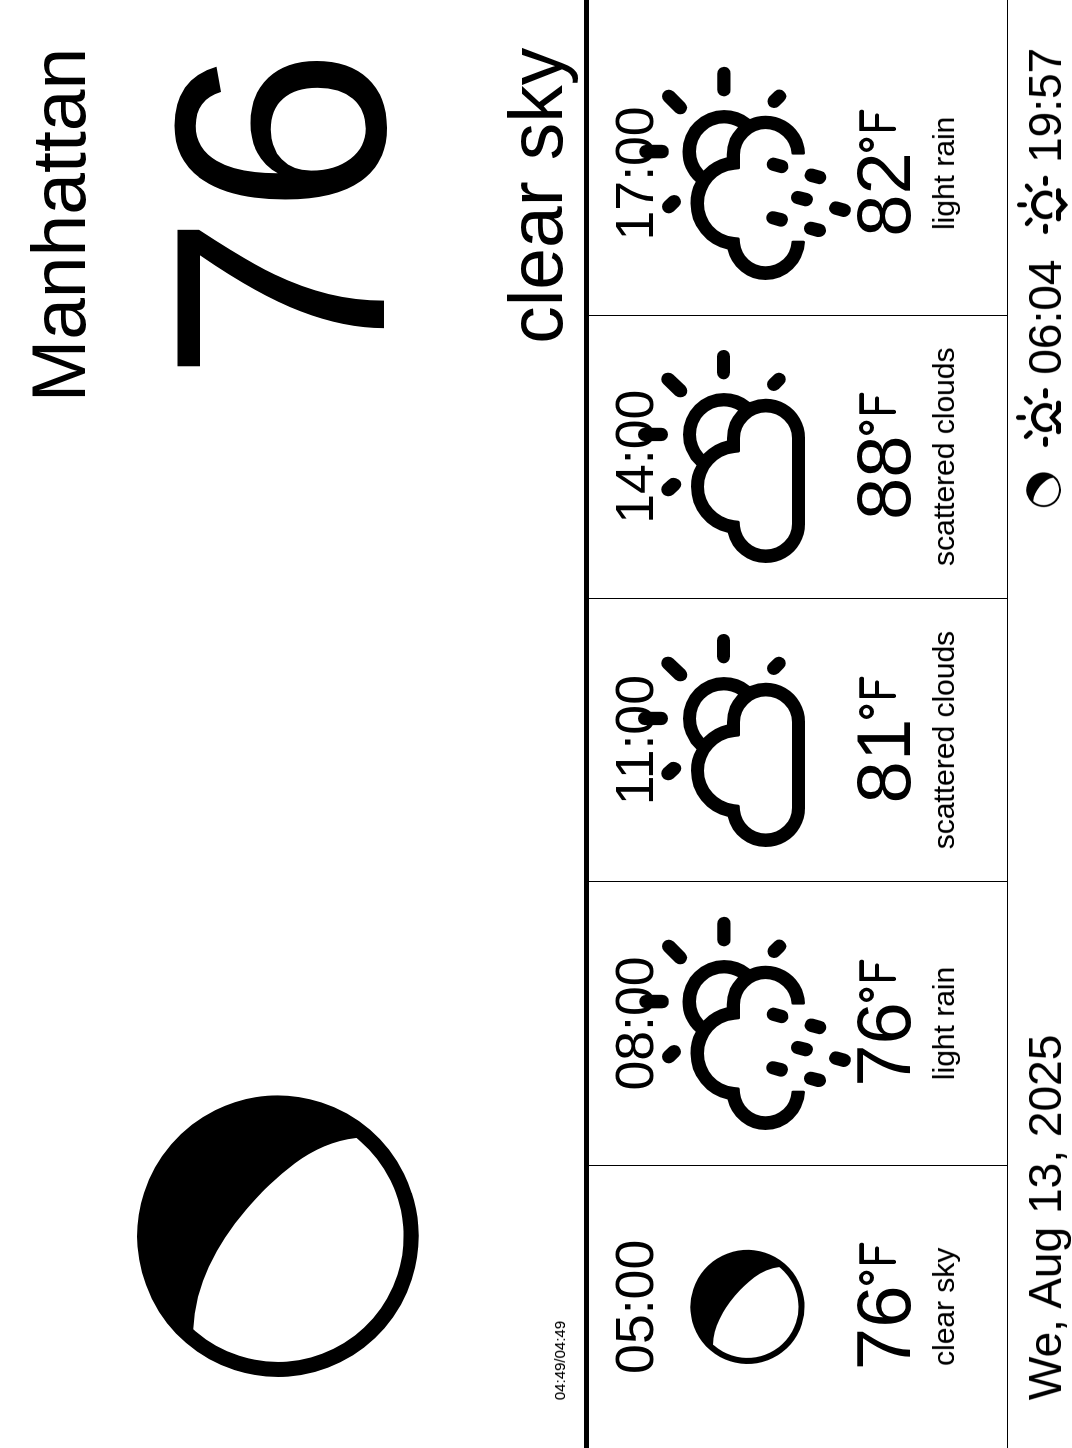 Manhattan
76
clear sky
04:49/04:49
05:00
08:00
11:00
14:00
17:00
76°F
76°F
81°F
88°F
82°F
clear sky
light rain
scattered clouds
scattered clouds
light rain
We, Aug 13, 2025
06:04
19:57